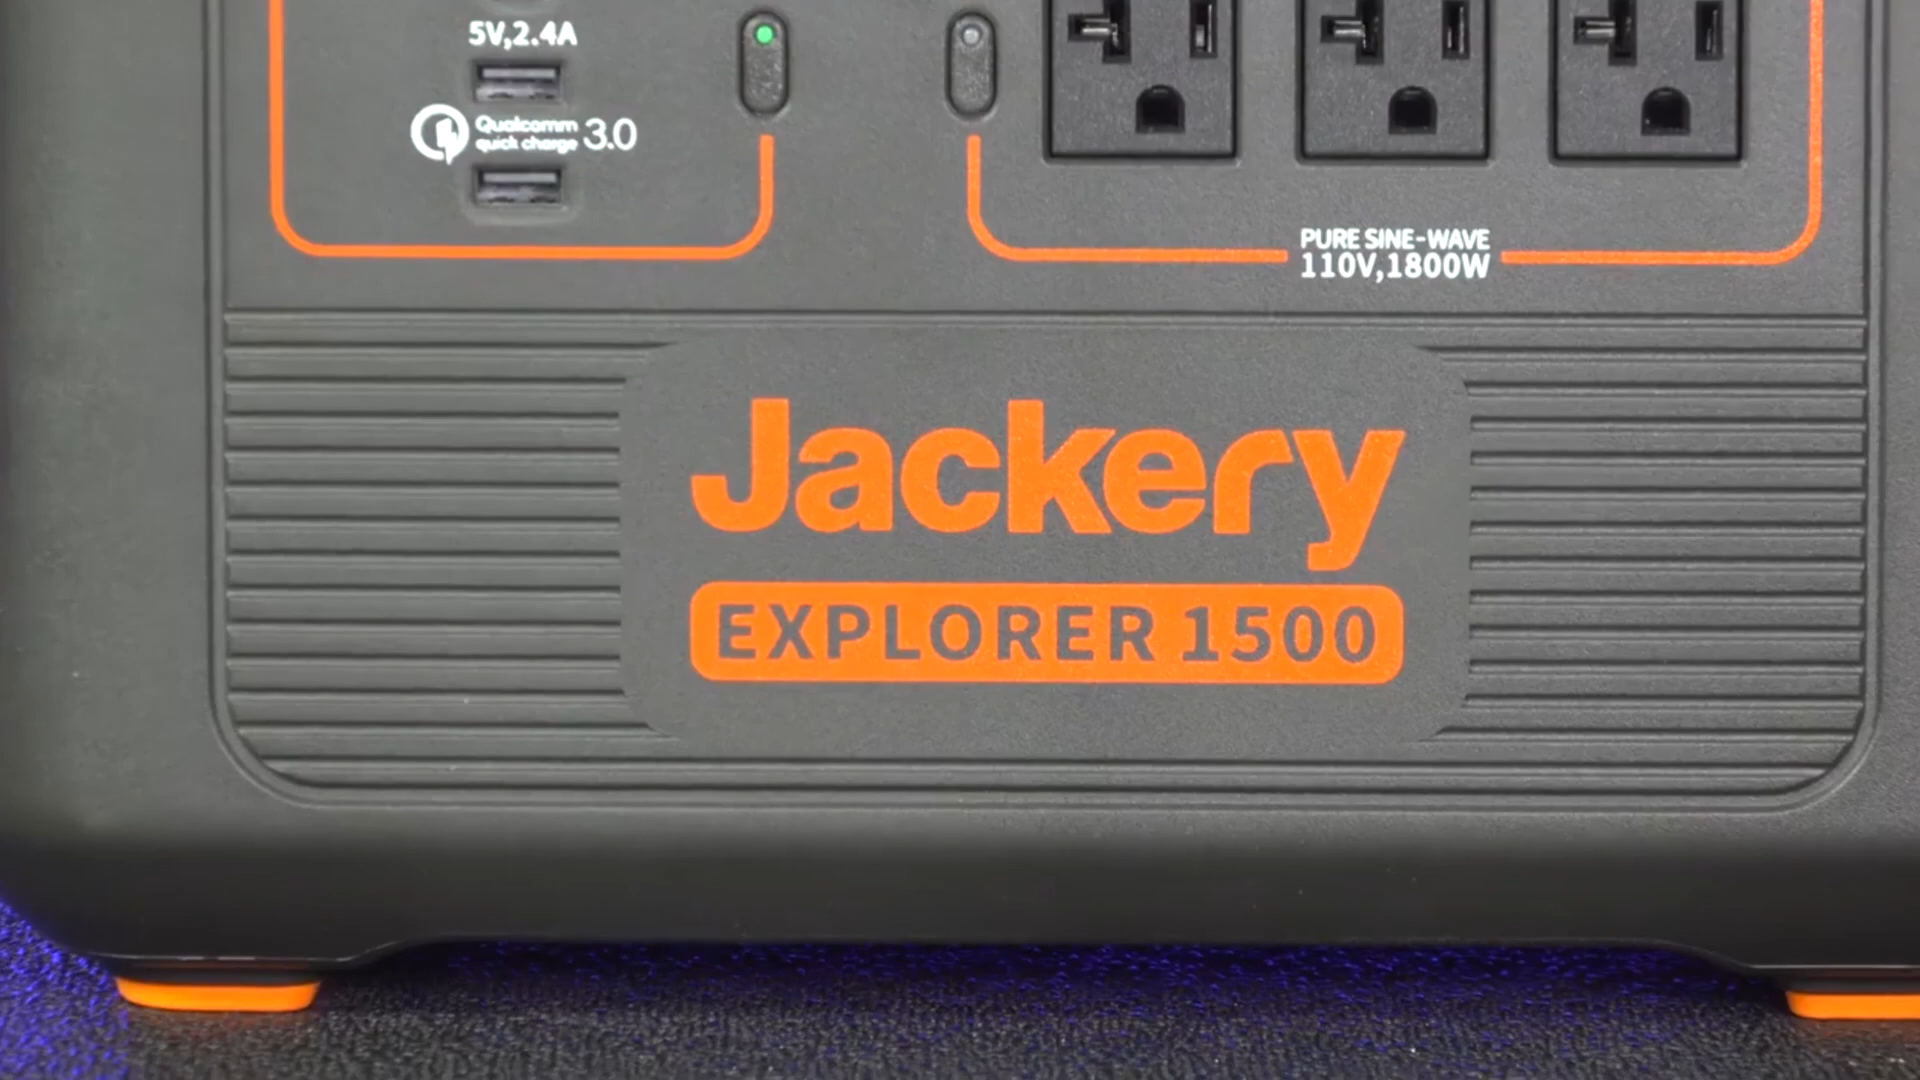 5V,2.4A
Qualcomm
quick charge 3.0
PURE SINE-WAVE
110V,1800W
Jackery
EXPLORER 1500